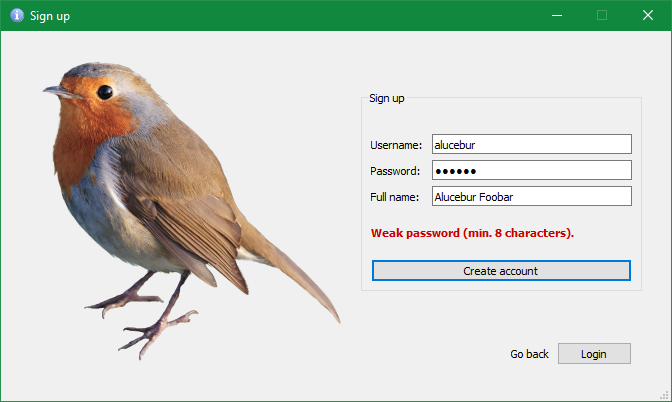 Sign up
Sign up
Username: alucebur
Password: ●●●●●●
Full name: Alucebur Foobar
Weak password (min. 8 characters).
Create account
Go back Login